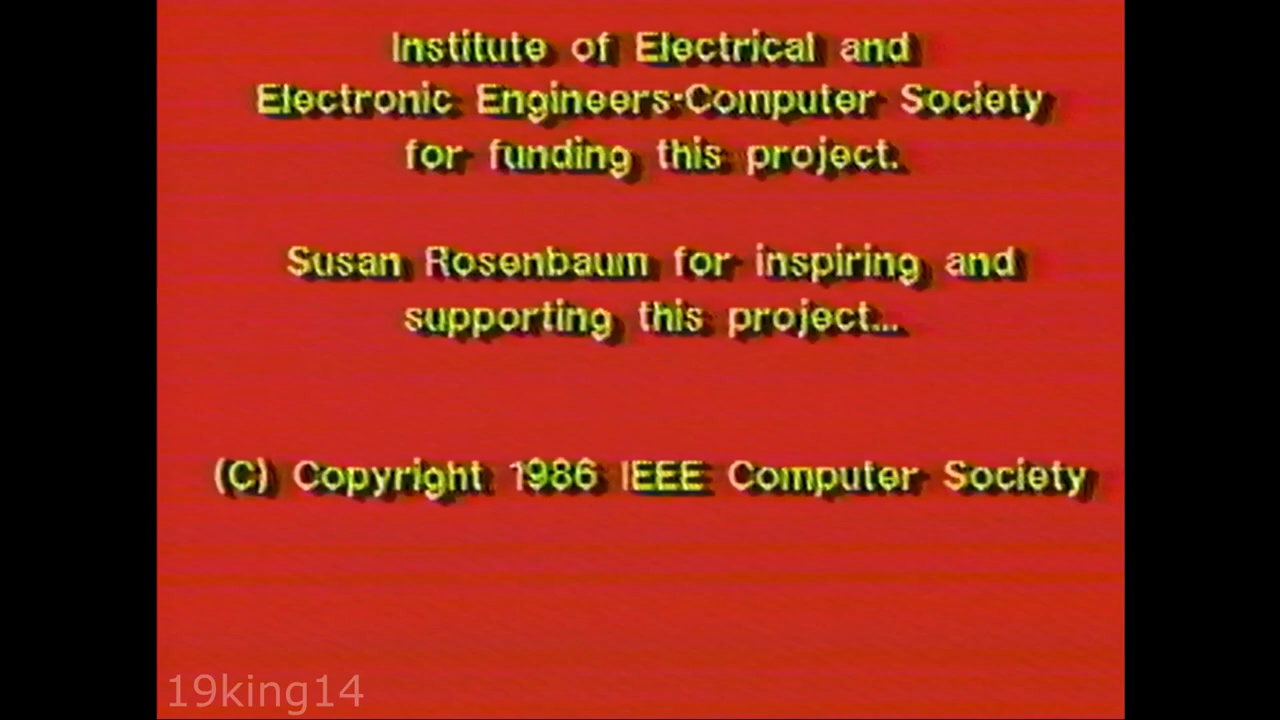 Institute of Electrical and
Electronic Engineers-Computer Society
for funding this project.
Susan Rosenbaum for inspiring and
supporting this project...
(C) Copyright 1986 IEEE Computer Society
19king14